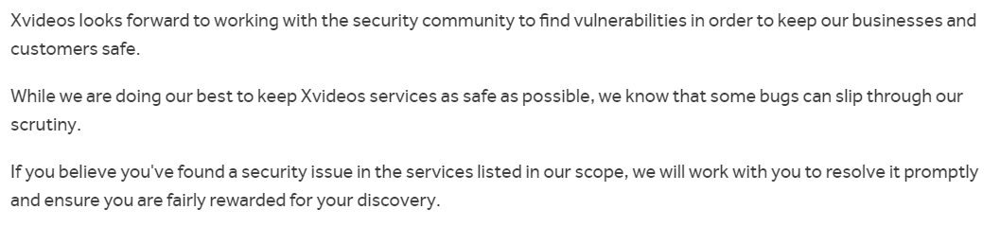 Xvideos looks forward to working with the security community to find vulnerabilities in order to keep our businesses and
customers safe.
While we are doing our best to keep Xvideos services as safe as possible, we know that some bugs can slip through our
scrutiny.
If you believe you've found a security issue in the services listed in our scope, we will work with you to resolve it promptly
and ensure you are fairly rewarded for your discovery.